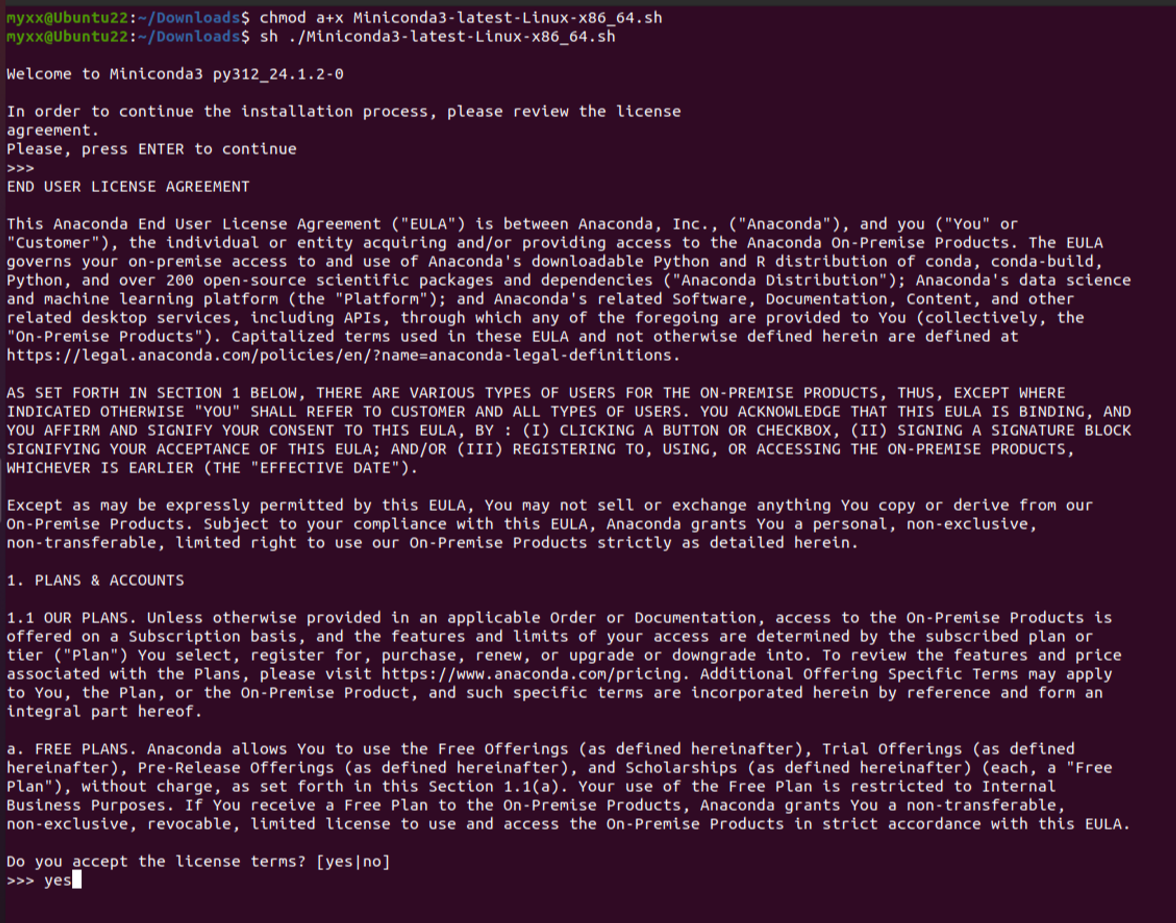 myxx@Ubuntu22:~/Downloads$ chmod a+x Miniconda3-latest-Linux-x86_64.sh
myxx@Ubuntu22:~/Downloads$ sh ./Miniconda3-latest-Linux-x86_64.sh
Welcome to Miniconda3 py312_24.1.2-0
In order to continue the installation process, please review the license
agreement.
Please, press ENTER to continue
>>>
END USER LICENSE AGREEMENT
This Anaconda End User License Agreement ("EULA") is between Anaconda, Inc., ("Anaconda"), and you ("You" or
"Customer"), the individual or entity acquiring and/or providing access to the Anaconda On-Premise Products. The EULA
governs your on-premise access to and use of Anaconda's downloadable Python and R distribution of conda, conda-build,
Python, and over 200 open-source scientific packages and dependencies ("Anaconda Distribution"); Anaconda's data science
and machine learning platform (the "Platform"); and Anaconda's related Software, Documentation, Content, and other
related desktop services, including APIs, through which any of the foregoing are provided to You (collectively, the
"On-Premise Products"). Capitalized terms used in these EULA and not otherwise defined herein are defined at
https://legal.anaconda.com/policies/en/?name=anaconda-legal-definitions.
AS SET FORTH IN SECTION 1 BELOW, THERE ARE VARIOUS TYPES OF USERS FOR THE ON-PREMISE PRODUCTS, THUS, EXCEPT WHERE
INDICATED OTHERWISE "YOU" SHALL REFER TO CUSTOMER AND ALL TYPES OF USERS. YOU ACKNOWLEDGE THAT THIS EULA IS BINDING, AND
YOU AFFIRM AND SIGNIFY YOUR CONSENT TO THIS EULA, BY : (I) CLICKING A BUTTON OR CHECKBOX, (II) SIGNING A SIGNATURE BLOCK
SIGNIFYING YOUR ACCEPTANCE OF THIS EULA; AND/OR (III) REGISTERING TO, USING, OR ACCESSING THE ON-PREMISE PRODUCTS,
WHICHEVER IS EARLIER (THE "EFFECTIVE DATE").
Except as may be expressly permitted by this EULA, You may not sell or exchange anything You copy or derive from our
On-Premise Products. Subject to your compliance with this EULA, Anaconda grants You a personal, non-exclusive,
non-transferable, limited right to use our On-Premise Products strictly as detailed herein.
1. PLANS & ACCOUNTS
1.1 OUR PLANS. Unless otherwise provided in an applicable Order or Documentation, access to the On-Premise Products is
offered on a Subscription basis, and the features and limits of your access are determined by the subscribed plan or
tier ("Plan") You select, register for, purchase, renew, or upgrade or downgrade into. To review the features and price
associated with the Plans, please visit https://www.anaconda.com/pricing. Additional Offering Specific Terms may apply
to You, the Plan, or the On-Premise Product, and such specific terms are incorporated herein by reference and form an
integral part hereof.
a. FREE PLANS. Anaconda allows You to use the Free Offerings (as defined hereinafter), Trial Offerings (as defined
hereinafter), Pre-Release Offerings (as defined hereinafter), and Scholarships (as defined hereinafter) (each, a "Free
Plan"), without charge, as set forth in this Section 1.1(a). Your use of the Free Plan is restricted to Internal
Business Purposes. If You receive a Free Plan to the On-Premise Products, Anaconda grants You a non-transferable,
non-exclusive, revocable, limited license to use and access the On-Premise Products in strict accordance with this EULA.
Do you accept the license terms? [yes|no]
>>> yes